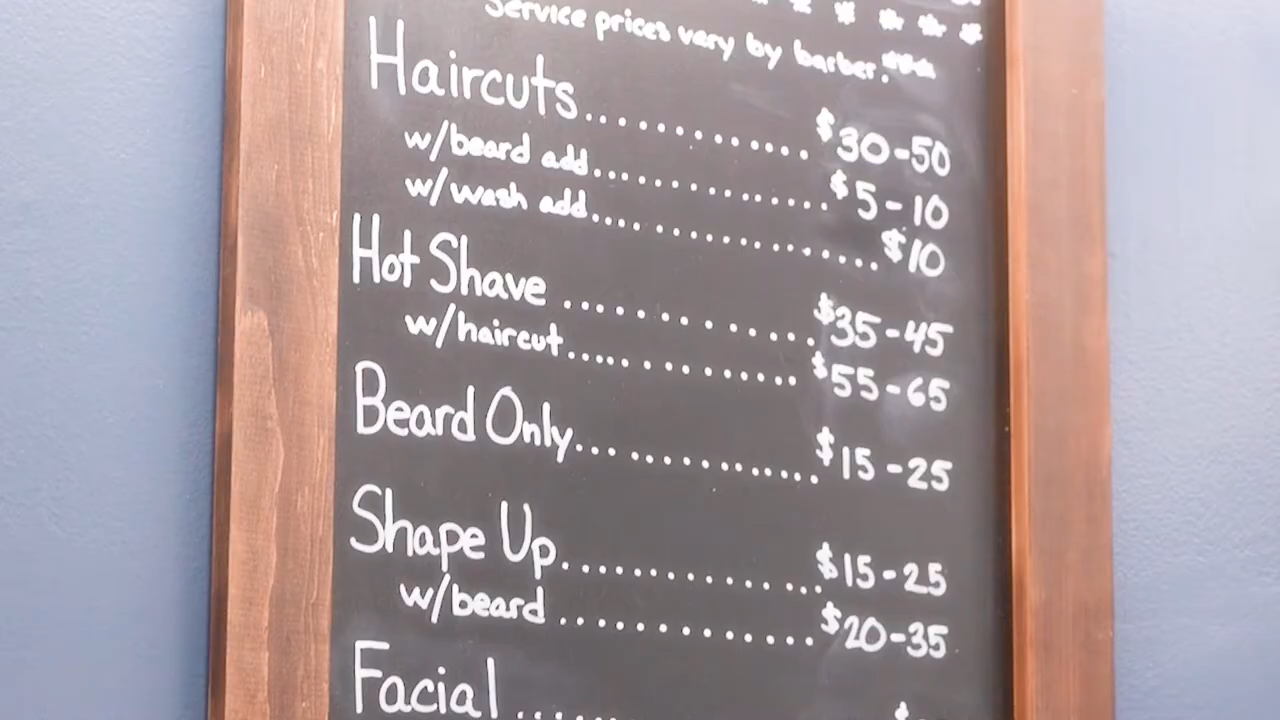 Service prices vary by barber.
Haircuts............. $30-50
w/beard add............... $5-10
w/wash add.................. $10
Hot Shave ............. $35-45
w/haircut............... $55-65
Beard Only............... $15-25
Shape Up............... $15-25
w/beard ............. $20-35
Facial ...... $